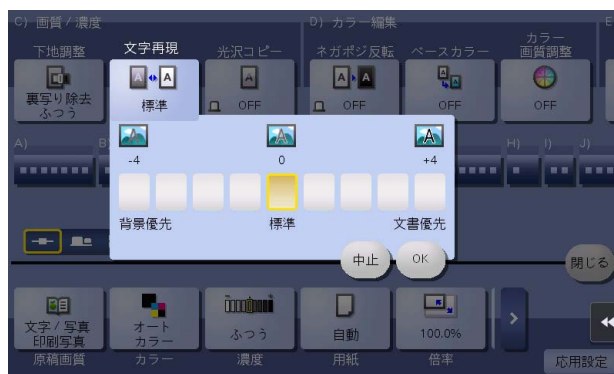 C) 画質 / 濃度
D) カラー編集
E
下地調整
文字再現
光沢コピー
ネガポジ反転
ベースカラー
カラー
画質調整
裏写り除去
ふつう
標準
OFF
OFF
OFF
OFF
A)
B)
H)
I)
J)
-4
0
+4
背景優先
標準
文書優先
中止
OK
閉じる
文字 / 写真
印刷写真
オート
カラー
ふつう
自動
100.0%
原稿画質
カラー
濃度
用紙
倍率
応用設定